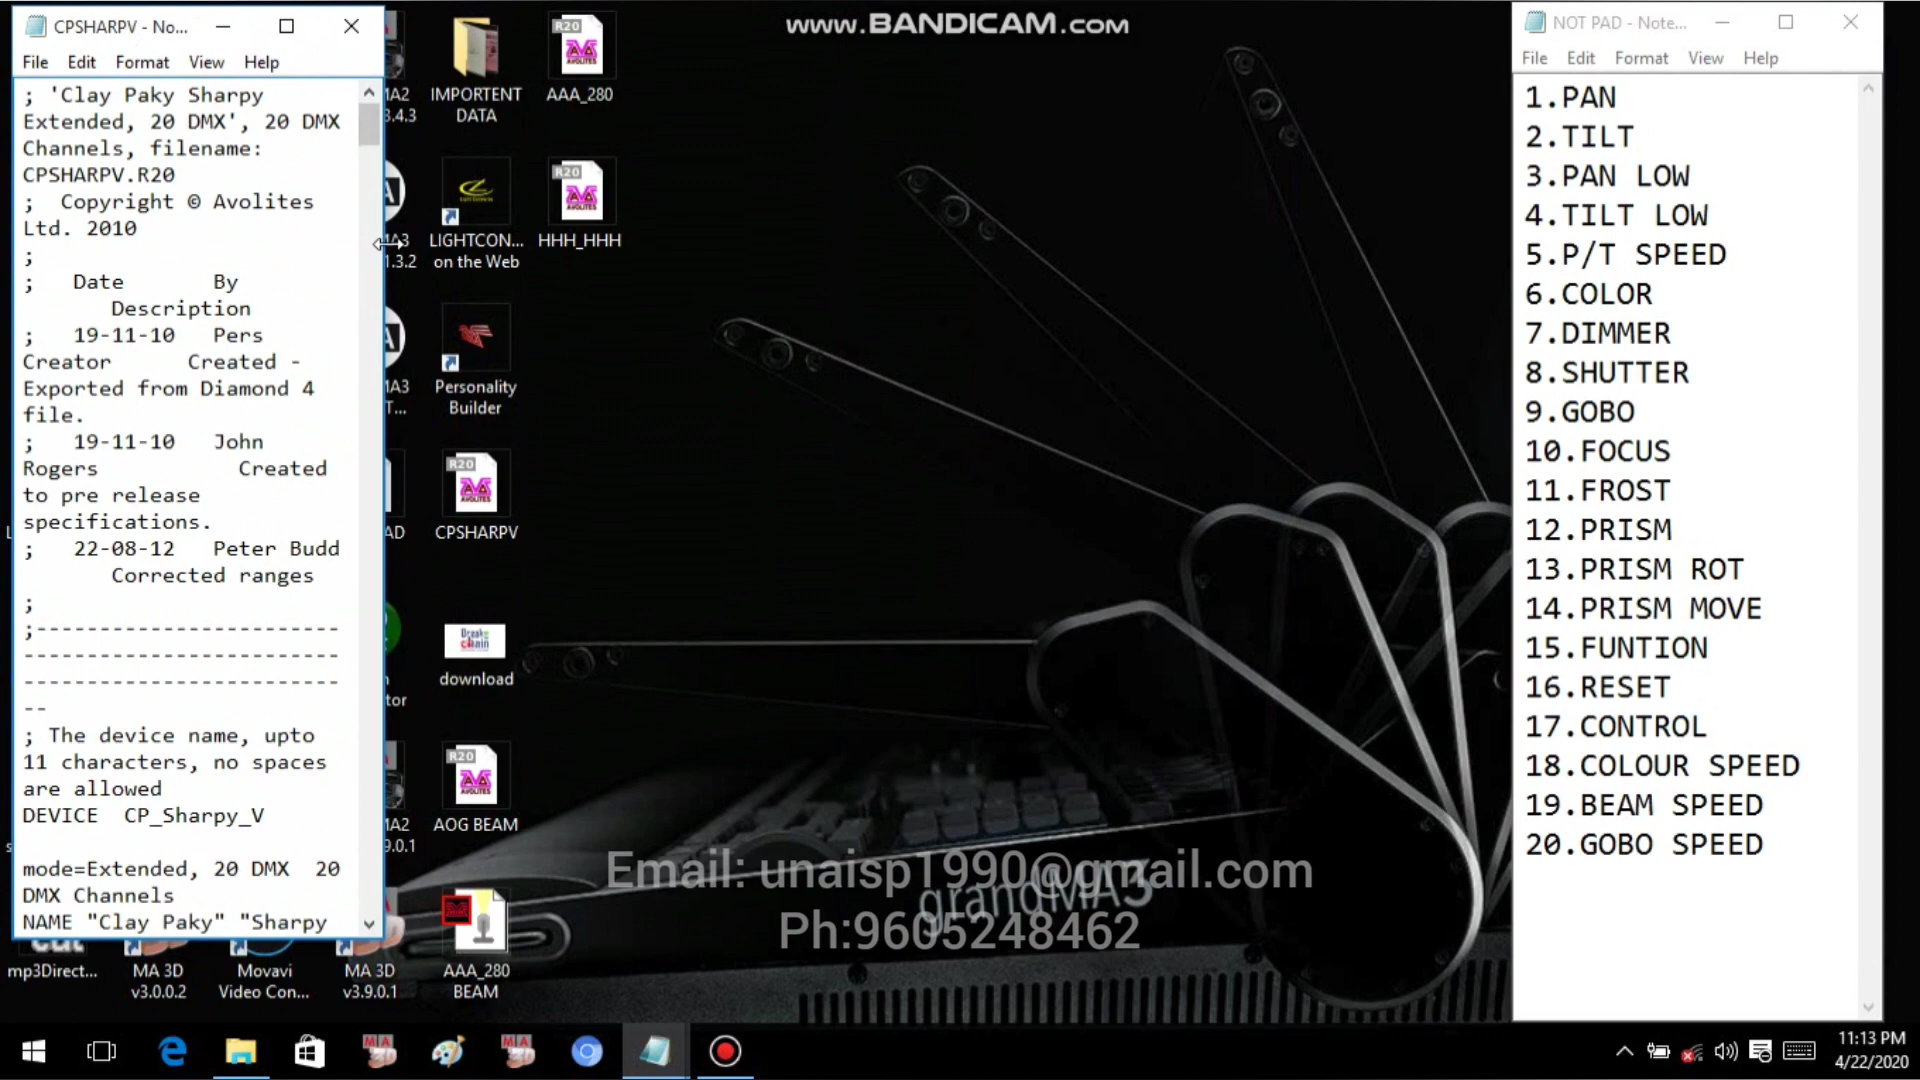 CPSHARPV - No...
File Edit Format View Help
; 'Clay Paky Sharpy
Extended, 20 DMX', 20 DMX
Channels, filename:
CPSHARPV.R20
;  Copyright © Avolites
Ltd. 2010
;
;   Date       By
Description
;   19-11-10   Pers
Creator      Created -
Exported from Diamond 4
file.
;   19-11-10   John
Rogers           Created
to pre release
specifications.
;   22-08-12   Peter Budd
Corrected ranges
;
;------------------------
-------------------------
-------------------------
--
; The device name, upto
11 characters, no spaces
are allowed
DEVICE  CP_Sharpy_V
mode=Extended, 20 DMX  20
DMX Channels
NAME "Clay Paky" "Sharpy
www.BANDICAM.com
IMPORTENT
DATA
R20
AVOLITES
AAA_280
LIGHTCON...
on the Web
R20
AVOLITES
HHH_HHH
Personality
Builder
R20
AVOLITES
CPSHARPV
download
R20
AVOLITES
AOG BEAM
AAA_280
BEAM
mp3Direct...
MA 3D
v3.0.0.2
Movavi
Video Con...
MA 3D
v3.9.0.1
grandMA3
Email: unaisp1990@gmail.com
Ph:9605248462
NOT PAD - Note...
File Edit Format View Help
1.PAN
2.TILT
3.PAN LOW
4.TILT LOW
5.P/T SPEED
6.COLOR
7.DIMMER
8.SHUTTER
9.GOBO
10.FOCUS
11.FROST
12.PRISM
13.PRISM ROT
14.PRISM MOVE
15.FUNTION
16.RESET
17.CONTROL
18.COLOUR SPEED
19.BEAM SPEED
20.GOBO SPEED
11:13 PM
4/22/2020